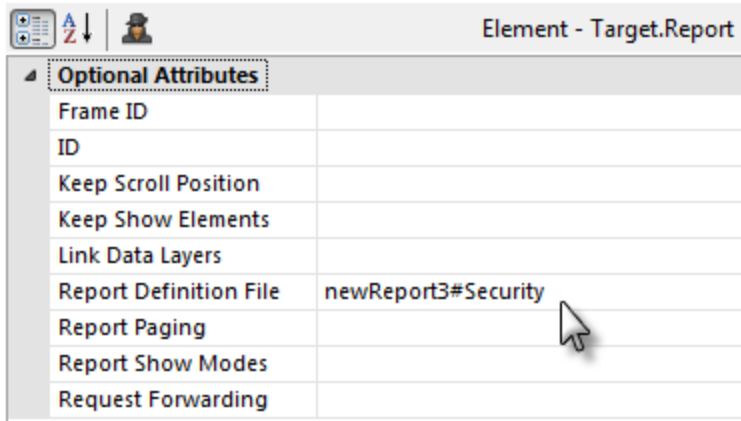 A
Z
Element - Target.Report
Optional Attributes
Frame ID
ID
Keep Scroll Position
Keep Show Elements
Link Data Layers
Report Definition File newReport3#Security
Report Paging
Report Show Modes
Request Forwarding